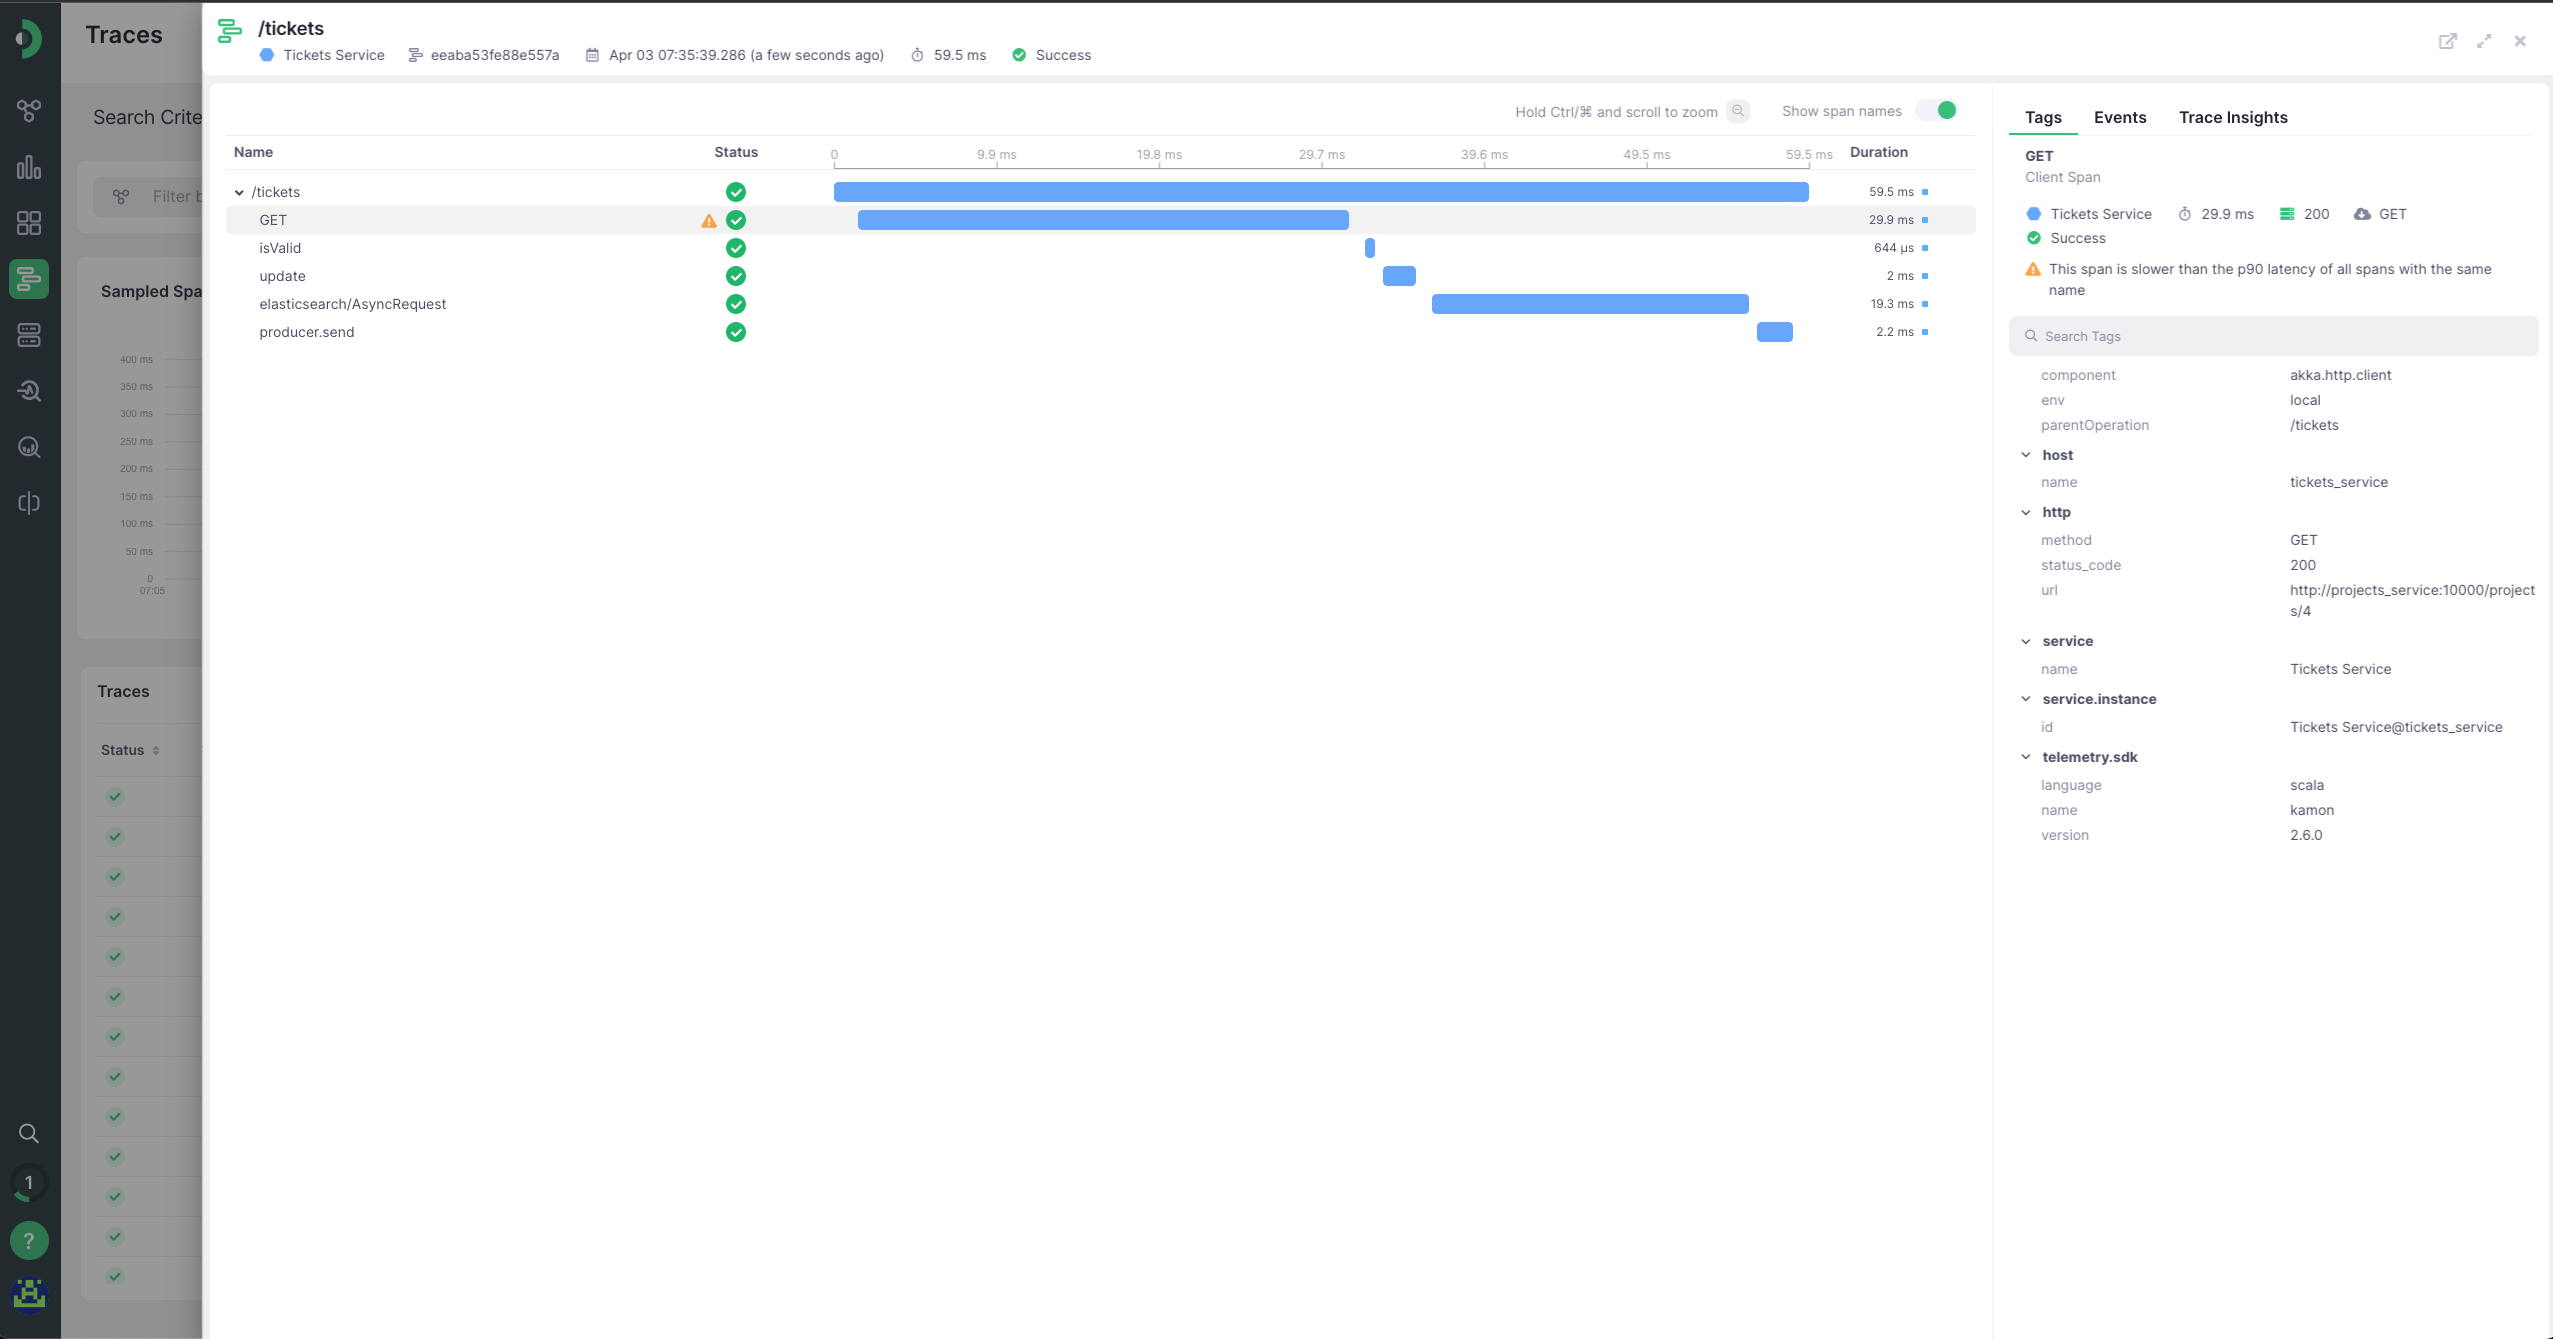 Traces
Search Crite
Filter b
Sampled Spa
400 ms
350 ms
300 ms
250 ms
200 ms
150 ms
100 ms
50 ms
0
07:05
Traces
Status
1
?
/tickets
Tickets Service eeaba53fe88e557a Apr 03 07:35:39.286 (a few seconds ago) 59.5 ms Success
Hold Ctrl/⌘ and scroll to zoom Show span names
Name Status 0 9.9 ms 19.8 ms 29.7 ms 39.6 ms 49.5 ms 59.5 ms Duration
/tickets 59.5 ms
GET 29.9 ms
isValid 644 µs
update 2 ms
elasticsearch/AsyncRequest 19.3 ms
producer.send 2.2 ms
Tags Events Trace Insights
GET
Client Span
Tickets Service 29.9 ms 200 GET
Success
This span is slower than the p90 latency of all spans with the same
name
Search Tags
component akka.http.client
env local
parentOperation /tickets
host
name tickets_service
http
method GET
status_code 200
url http://projects_service:10000/project
s/4
service
name Tickets Service
service.instance
id Tickets Service@tickets_service
telemetry.sdk
language scala
name kamon
version 2.6.0